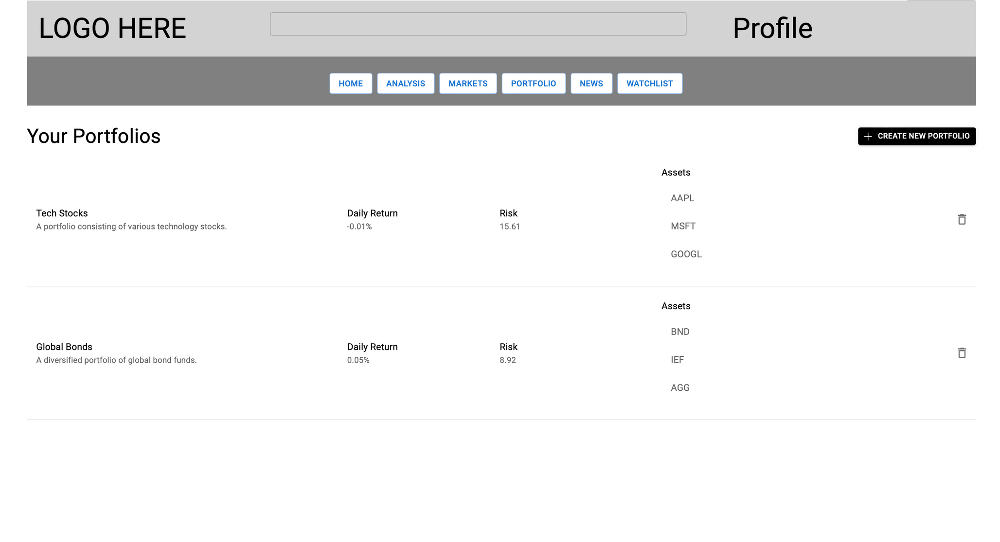 LOGO HERE
Profile
HOME ANALYSIS MARKETS PORTFOLIO NEWS WATCHLIST
Your Portfolios
CREATE NEW PORTFOLIO
Tech Stocks
A portfolio consisting of various technology stocks.
Daily Return
-0.01%
Risk
15.61
Assets
AAPL
MSFT
GOOGL
Global Bonds
A diversified portfolio of global bond funds.
Daily Return
0.05%
Risk
8.92
Assets
BND
IEF
AGG